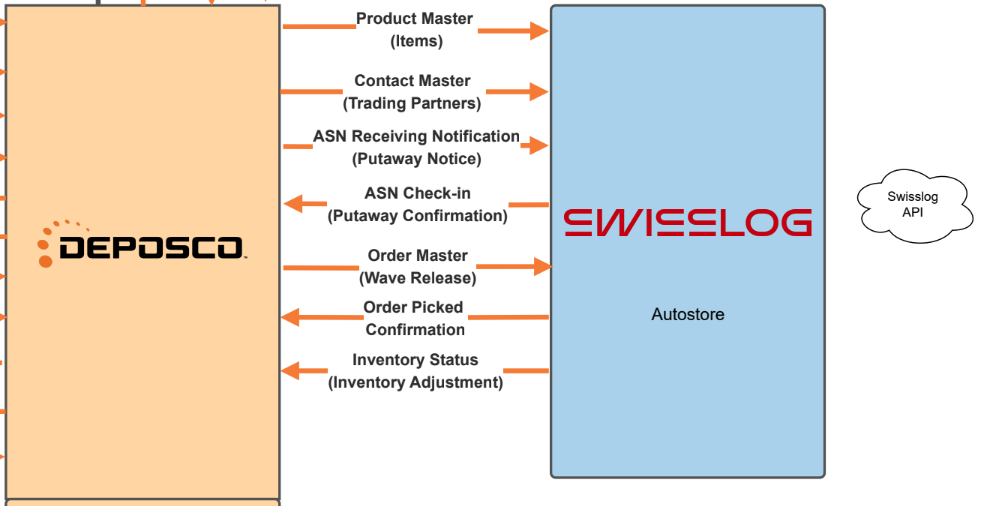 Product Master
(Items)
Contact Master
(Trading Partners)
ASN Receiving Notification
(Putaway Notice)
ASN Check-in
(Putaway Confirmation)
DEPOSCO
SWISSLOG
Swisslog
API
Order Master
(Wave Release)
Order Picked
Confirmation
Autostore
Inventory Status
(Inventory Adjustment)